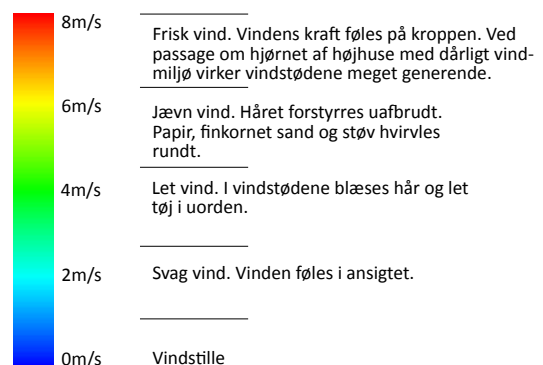 8m/s
Frisk vind. Vindens kraft føles på kroppen. Ved
passage om hjørnet af højhuse med dårligt vind-
miljø virker vindstødene meget generende.
6m/s
Jævn vind. Håret forstyrres uafbrudt.
Papir, finkornet sand og støv hvirvles
rundt.
4m/s
Let vind. I vindstødene blæses hår og let
tøj i uorden.
2m/s
Svag vind. Vinden føles i ansigtet.
0m/s
Vindstille